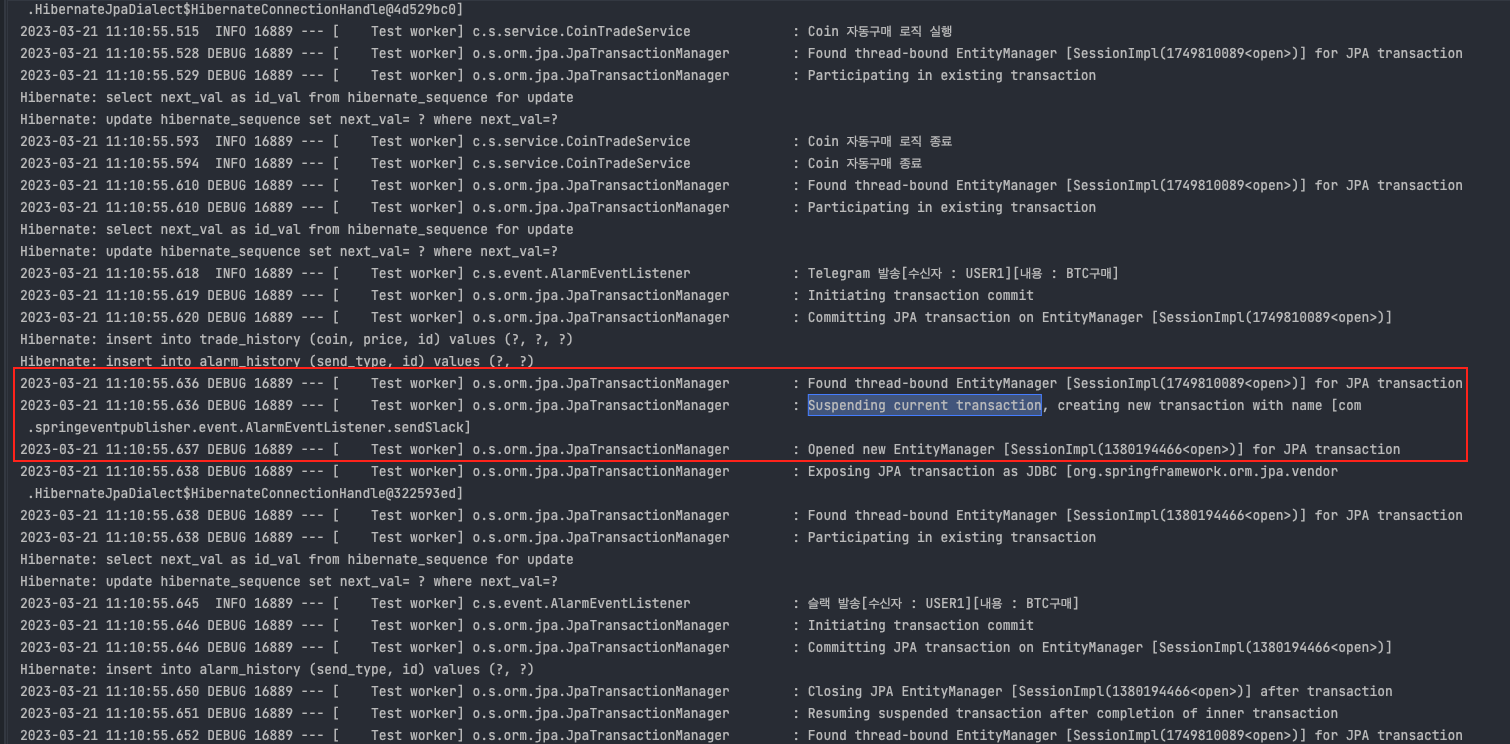 .HibernateJpaDialect$HibernateConnectionHandle@4d529bc0]
2023-03-21 11:10:55.515  INFO 16889 --- [    Test worker] c.s.service.CoinTradeService             : Coin 자동구매 로직 실행
2023-03-21 11:10:55.528 DEBUG 16889 --- [    Test worker] o.s.orm.jpa.JpaTransactionManager        : Found thread-bound EntityManager [SessionImpl(1749810089<open>)] for JPA transaction
2023-03-21 11:10:55.529 DEBUG 16889 --- [    Test worker] o.s.orm.jpa.JpaTransactionManager        : Participating in existing transaction
Hibernate: select next_val as id_val from hibernate_sequence for update
Hibernate: update hibernate_sequence set next_val= ? where next_val=?
2023-03-21 11:10:55.593  INFO 16889 --- [    Test worker] c.s.service.CoinTradeService             : Coin 자동구매 로직 종료
2023-03-21 11:10:55.594  INFO 16889 --- [    Test worker] c.s.service.CoinTradeService             : Coin 자동구매 종료
2023-03-21 11:10:55.610 DEBUG 16889 --- [    Test worker] o.s.orm.jpa.JpaTransactionManager        : Found thread-bound EntityManager [SessionImpl(1749810089<open>)] for JPA transaction
2023-03-21 11:10:55.610 DEBUG 16889 --- [    Test worker] o.s.orm.jpa.JpaTransactionManager        : Participating in existing transaction
Hibernate: select next_val as id_val from hibernate_sequence for update
Hibernate: update hibernate_sequence set next_val= ? where next_val=?
2023-03-21 11:10:55.618  INFO 16889 --- [    Test worker] c.s.event.AlarmEventListener             : Telegram 발송[수신자 : USER1][내용 : BTC구매]
2023-03-21 11:10:55.619 DEBUG 16889 --- [    Test worker] o.s.orm.jpa.JpaTransactionManager        : Initiating transaction commit
2023-03-21 11:10:55.620 DEBUG 16889 --- [    Test worker] o.s.orm.jpa.JpaTransactionManager        : Committing JPA transaction on EntityManager [SessionImpl(1749810089<open>)]
Hibernate: insert into trade_history (coin, price, id) values (?, ?, ?)
Hibernate: insert into alarm_history (send_type, id) values (?, ?)
2023-03-21 11:10:55.636 DEBUG 16889 --- [    Test worker] o.s.orm.jpa.JpaTransactionManager        : Found thread-bound EntityManager [SessionImpl(1749810089<open>)] for JPA transaction
2023-03-21 11:10:55.636 DEBUG 16889 --- [    Test worker] o.s.orm.jpa.JpaTransactionManager        : Suspending current transaction, creating new transaction with name [com
.springeventpublisher.event.AlarmEventListener.sendSlack]
2023-03-21 11:10:55.637 DEBUG 16889 --- [    Test worker] o.s.orm.jpa.JpaTransactionManager        : Opened new EntityManager [SessionImpl(1380194466<open>)] for JPA transaction
2023-03-21 11:10:55.638 DEBUG 16889 --- [    Test worker] o.s.orm.jpa.JpaTransactionManager        : Exposing JPA transaction as JDBC [org.springframework.orm.jpa.vendor
.HibernateJpaDialect$HibernateConnectionHandle@322593ed]
2023-03-21 11:10:55.638 DEBUG 16889 --- [    Test worker] o.s.orm.jpa.JpaTransactionManager        : Found thread-bound EntityManager [SessionImpl(1380194466<open>)] for JPA transaction
2023-03-21 11:10:55.638 DEBUG 16889 --- [    Test worker] o.s.orm.jpa.JpaTransactionManager        : Participating in existing transaction
Hibernate: select next_val as id_val from hibernate_sequence for update
Hibernate: update hibernate_sequence set next_val= ? where next_val=?
2023-03-21 11:10:55.645  INFO 16889 --- [    Test worker] c.s.event.AlarmEventListener             : 슬랙 발송[수신자 : USER1][내용 : BTC구매]
2023-03-21 11:10:55.646 DEBUG 16889 --- [    Test worker] o.s.orm.jpa.JpaTransactionManager        : Initiating transaction commit
2023-03-21 11:10:55.646 DEBUG 16889 --- [    Test worker] o.s.orm.jpa.JpaTransactionManager        : Committing JPA transaction on EntityManager [SessionImpl(1380194466<open>)]
Hibernate: insert into alarm_history (send_type, id) values (?, ?)
2023-03-21 11:10:55.650 DEBUG 16889 --- [    Test worker] o.s.orm.jpa.JpaTransactionManager        : Closing JPA EntityManager [SessionImpl(1380194466<open>)] after transaction
2023-03-21 11:10:55.651 DEBUG 16889 --- [    Test worker] o.s.orm.jpa.JpaTransactionManager        : Resuming suspended transaction after completion of inner transaction
2023-03-21 11:10:55.652 DEBUG 16889 --- [    Test worker] o.s.orm.jpa.JpaTransactionManager        : Found thread-bound EntityManager [SessionImpl(1749810089<open>)] for JPA transaction